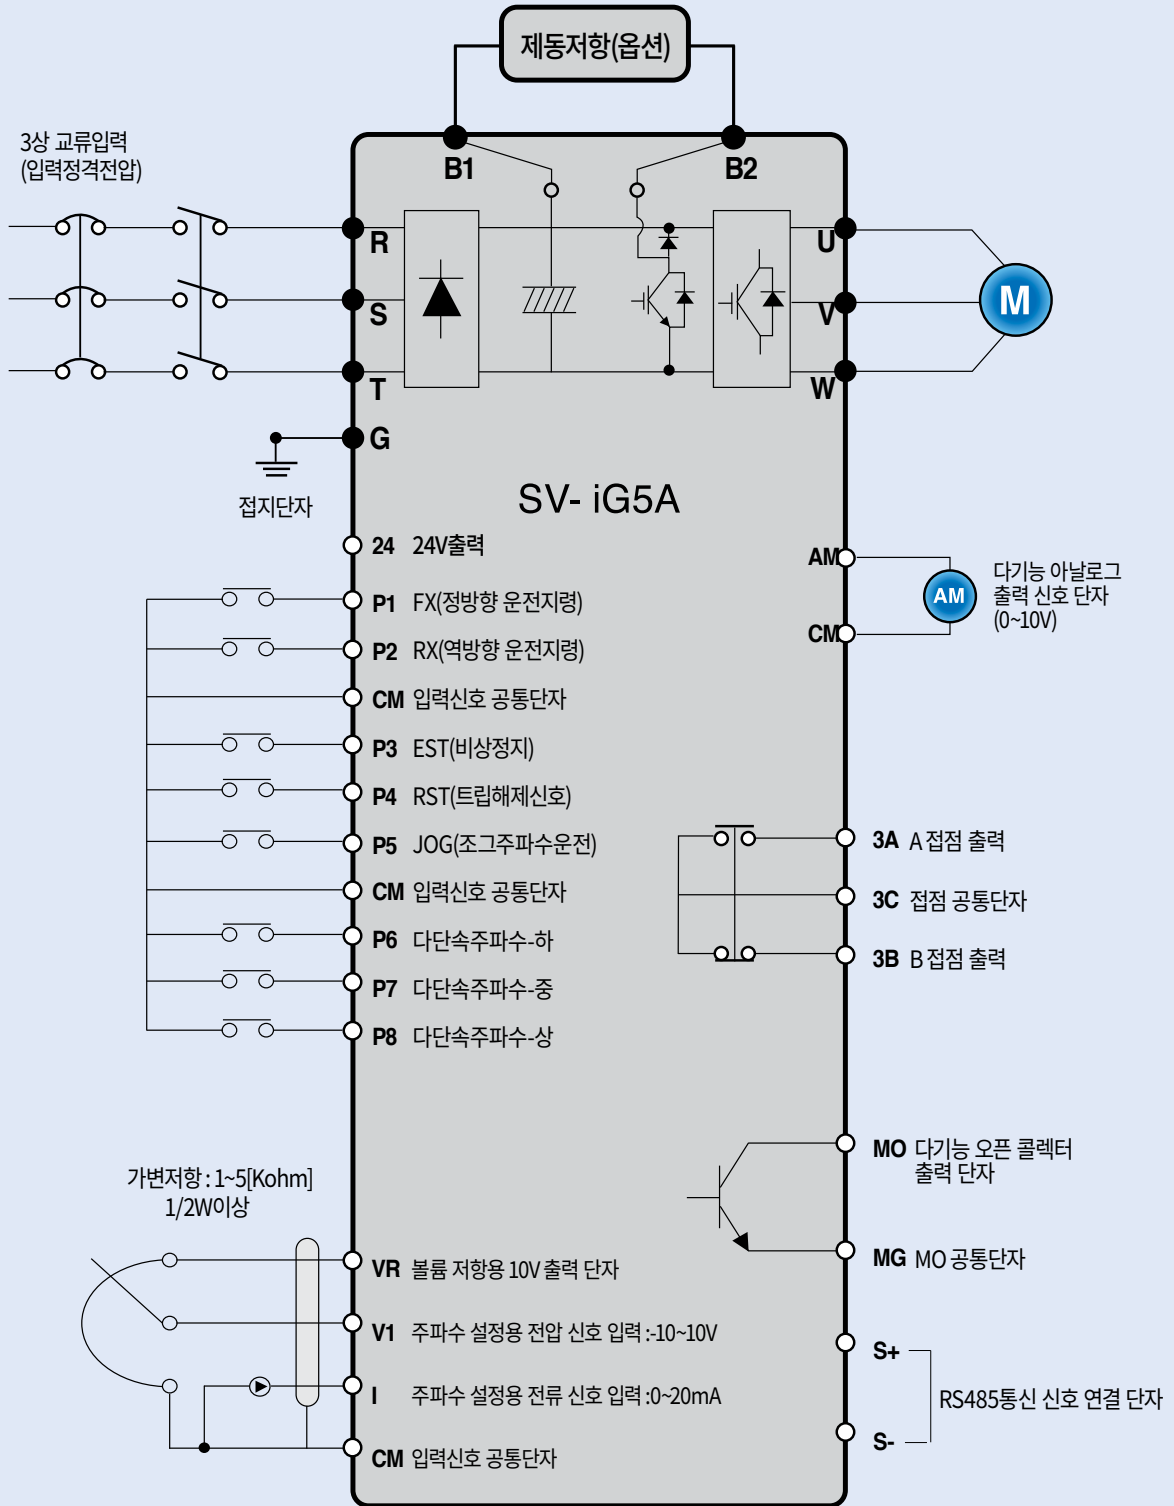 제동저항(옵션)
3상 교류입력
(입력정격전압)
B1
B2
R
S
T
G
U
V
W
M
접지단자
SV- iG5A
24 24V출력
P1 FX(정방향 운전지령)
P2 RX(역방향 운전지령)
CM 입력신호 공통단자
P3 EST(비상정지)
P4 RST(트립해제신호)
P5 JOG(조그주파수운전)
CM 입력신호 공통단자
P6 다단속주파수-하
P7 다단속주파수-중
P8 다단속주파수-상
AM
CM
AM
다기능 아날로그
출력 신호 단자
(0~10V)
3A A 접점 출력
3C 접점 공통단자
3B B 접점 출력
MO 다기능 오픈 콜렉터
출력 단자
MG MO 공통단자
가변저항 : 1~5[Kohm]
1/2W이상
VR 볼륨 저항용 10V 출력 단자
V1 주파수 설정용 전압 신호 입력 :-10~10V
I 주파수 설정용 전류 신호 입력 :0~20mA
CM 입력신호 공통단자
S+
RS485통신 신호 연결 단자
S-